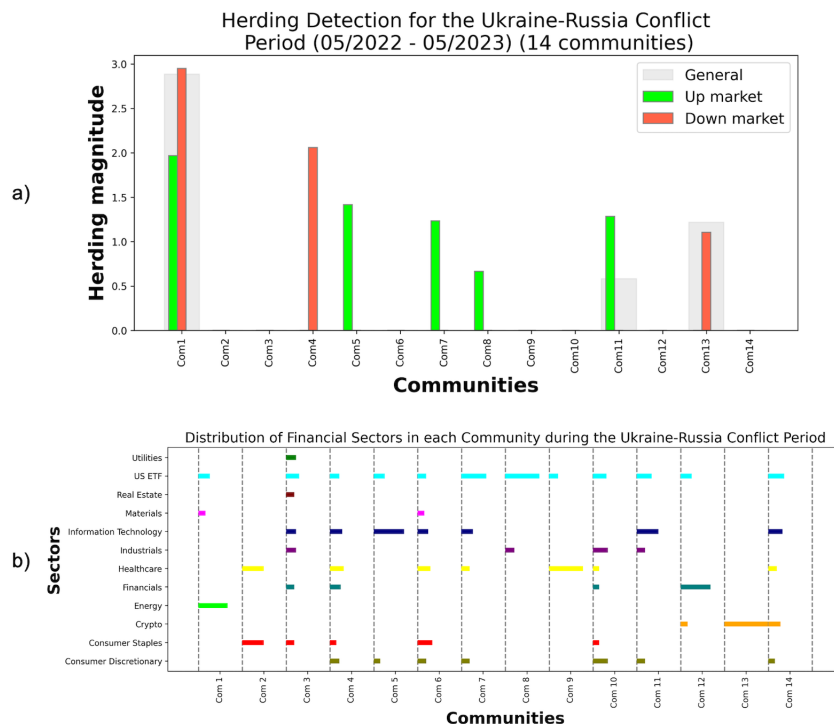 Herding Detection for the Ukraine-Russia Conflict
Period (05/2022 - 05/2023) (14 communities)
a)
Herding magnitude
3.0
2.5
2.0
1.5
1.0
0.5
0.0
General
Up market
Down market
Com1
Com2
Com3
Com4
Com5
Com6
Com7
Com8
Com9
Com10
Com11
Com12
Com13
Com14
Communities
Distribution of Financial Sectors in each Community during the Ukraine-Russia Conflict Period
b)
Sectors
Utilities
US ETF
Real Estate
Materials
Information Technology
Industrials
Healthcare
Financials
Energy
Crypto
Consumer Staples
Consumer Discretionary
Com 1
Com 2
Com 3
Com 4
Com 5
Com 6
Com 7
Com 8
Com 9
Com 10
Com 11
Com 12
Com 13
Com 14
Communities